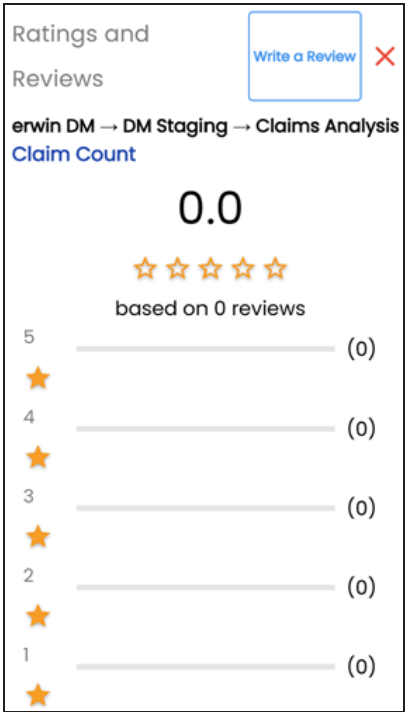 Ratings and
Reviews
Write a Review
erwin DM → DM Staging → Claims Analysis
Claim Count
0.0
based on 0 reviews
5
(0)
4
(0)
3
(0)
2
(0)
1
(0)